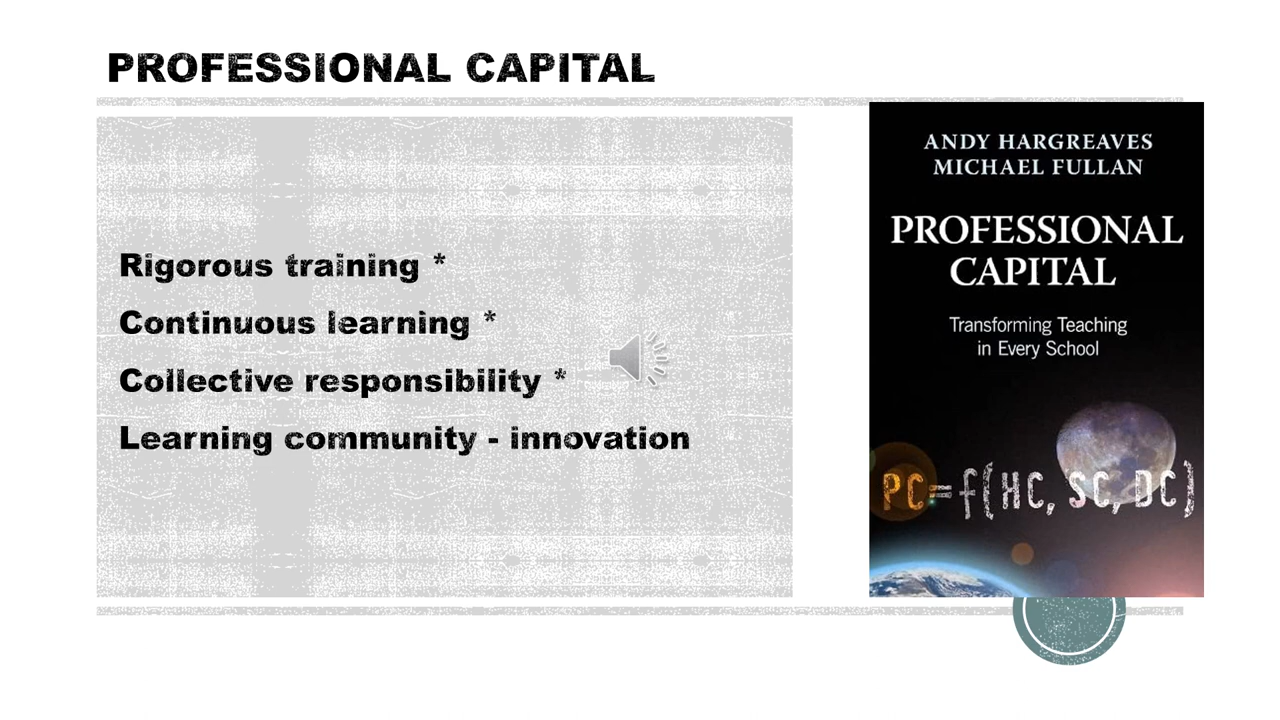 PROFESSIONAL CAPITAL
Rigorous training *
Continuous learning *
Collective responsibility *
Learning community - innovation
ANDY HARGREAVES
MICHAEL FULLAN
PROFESSIONAL
CAPITAL
Transforming Teaching
in Every School
PC=f(HC, SC, DC)